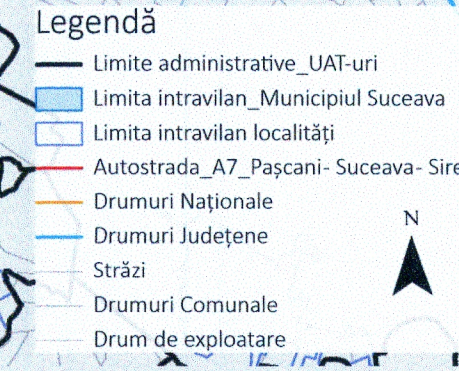 Legendă
Limite administrative_UAT-uri
Limita intravilan_Municipiul Suceava
Limita intravilan localități
Autostrada_A7_Pașcani- Suceava- Sire
Drumuri Naționale
N
Drumuri Județene
Străzi
Drumuri Comunale
Drum de exploatare